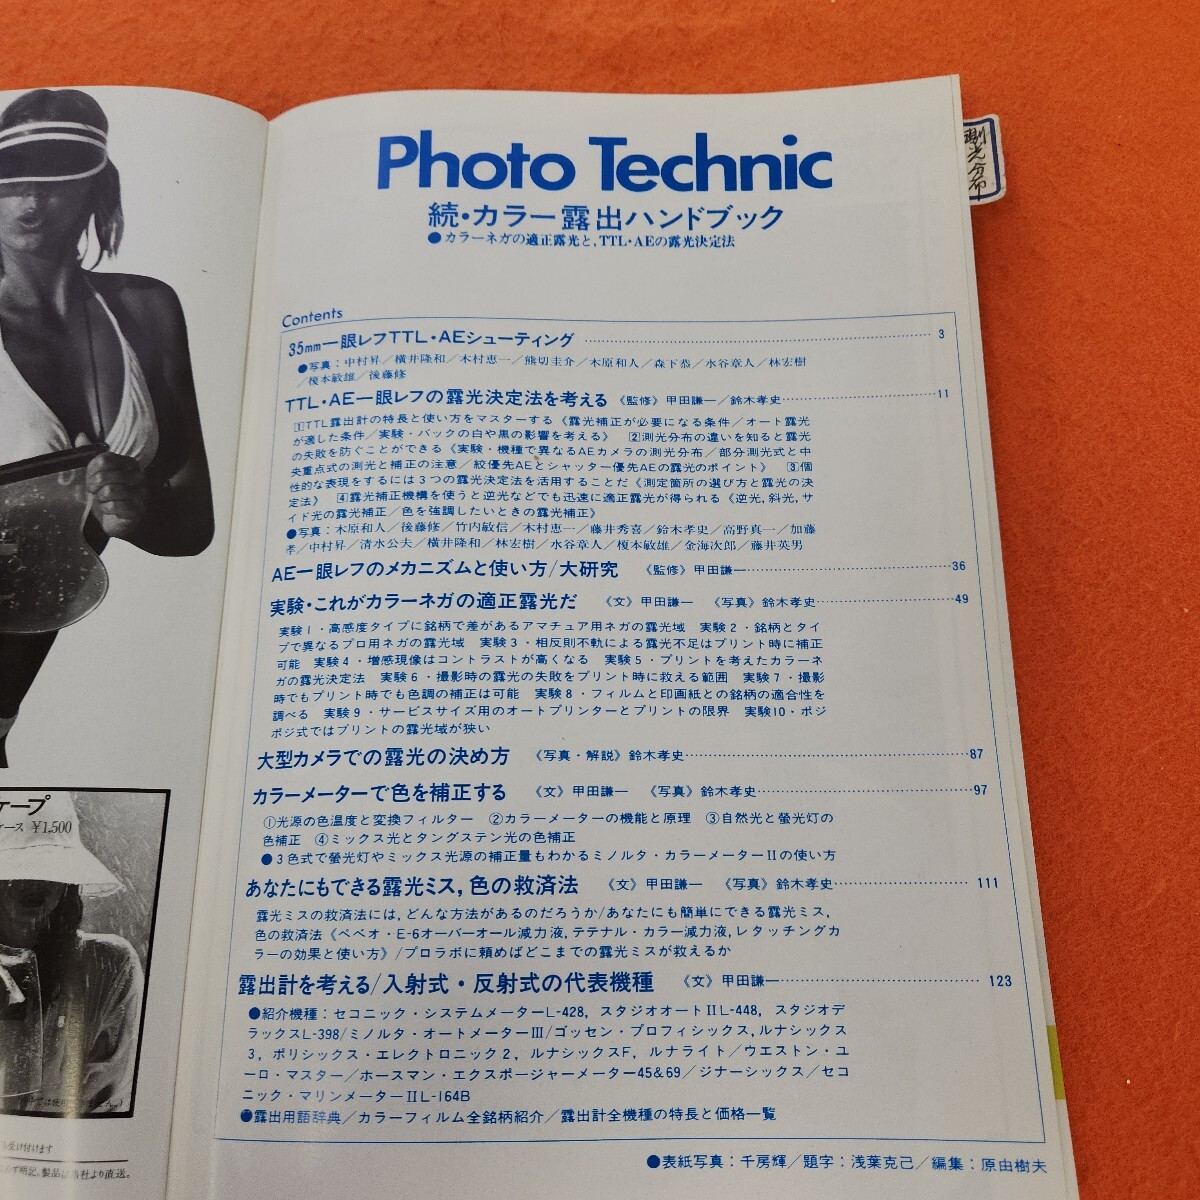 Photo Technic
続・カラー露出ハンドブック
●カラーネガの適正露光と,TTL・AEの露光決定法
測光分布
Contents
35mm一眼レフTTL・AEシューティング 3
●写真：中村昇／横井隆和／木村恵一／熊切圭介／木原和人／森下恭／水谷章人／林宏樹
／榎本敏雄／後藤修
TTL・AE一眼レフの露光決定法を考える《監修》甲田謙一／鈴木孝史 11
1TTL露出計の特長と使い方をマスターする《露光補正が必要になる条件／オート露光
が適した条件／実験・バックの白や黒の影響を考える》 2測光分布の違いを知ると露光
の失敗を防ぐことができる《実験・機種で異なるAEカメラの測光分布／部分測光式と中
央重点式の測光と補正の注意／絞優先AEとシャッター優先AEの露光のポイント》 3個
性的な表現をするには3つの露光決定法を活用することだ《測定箇所の選び方と露光の決
定法》 4露光補正機構を使うと逆光などでも迅速に適正露光が得られる《逆光,斜光,サ
イド光の露光補正／色を強調したいときの露光補正》
●写真：木原和人／後藤修／竹内敏信／木村恵一／藤井秀喜／鈴木孝史／高野真一／加藤
孝／中村昇／清水公夫／横井隆和／林宏樹／水谷章人／榎本敏雄／金海次郎／藤井英男
AE一眼レフのメカニズムと使い方/大研究 《監修》甲田謙一 36
実験・これがカラーネガの適正露光だ 《文》甲田謙一 《写真》鈴木孝史 49
実験1・高感度タイプに銘柄で差があるアマチュア用ネガの露光域 実験2・銘柄とタイ
プで異なるプロ用ネガの露光域 実験3・相反則不軌による露光不足はプリント時に補正
可能 実験4・増感現像はコントラストが高くなる 実験5・プリントを考えたカラーネ
ガの露光決定法 実験6・撮影時の露光の失敗をプリント時に救える範囲 実験7・撮影
時でもプリント時でも色調の補正は可能 実験8・フィルムと印画紙との銘柄の適合性を
調べる 実験9・サービスサイズ用のオートプリンターとプリントの限界 実験10・ポジ
ポジ式ではプリントの露光域が狭い
大型カメラでの露光の決め方 《写真・解説》鈴木孝史 87
カラーメーターで色を補正する 《文》甲田謙一 《写真》鈴木孝史 97
①光源の色温度と変換フィルター ②カラーメーターの機能と原理 ③自然光と螢光灯の
色補正 ④ミックス光とタングステン光の色補正
●3色式で螢光灯やミックス光源の補正量もわかるミノルタ・カラーメーターⅡの使い方
あなたにもできる露光ミス,色の救済法 《文》甲田謙一 《写真》鈴木孝史 111
露光ミスの救済法には,どんな方法があるのだろうか/あなたにも簡単にできる露光ミス,
色の救済法《ペベオ・E-6オーバーオール減力液,テテナル・カラー減力液,レタッチングカ
ラーの効果と使い方》/プロラボに頼めばどこまでの露光ミスが救えるか
露出計を考える/入射式・反射式の代表機種 《文》甲田謙一 123
●紹介機種：セコニック・システムメーターL-428, スタジオオートⅡL-448, スタジオデ
ラックスL-398/ミノルタ・オートメーターⅢ/ゴッセン・プロフィシックス,ルナシックス
3, ポリシックス・エレクトロニック2, ルナシックスF, ルナライト/ウエストン・ユ
ーロ・マスター/ホースマン・エクスポージャーメーター45&69/ジナーシックス/セコ
ニック・マリンメーターⅡL-164B
●露出用語辞典/カラーフィルム全銘柄紹介/露出計全機種の特長と価格一覧
●表紙写真：千房輝/題字：浅葉克己/編集：原由樹夫
ケープ
ケース ¥1,500
受け付けます
明記,製品は当社より直送。